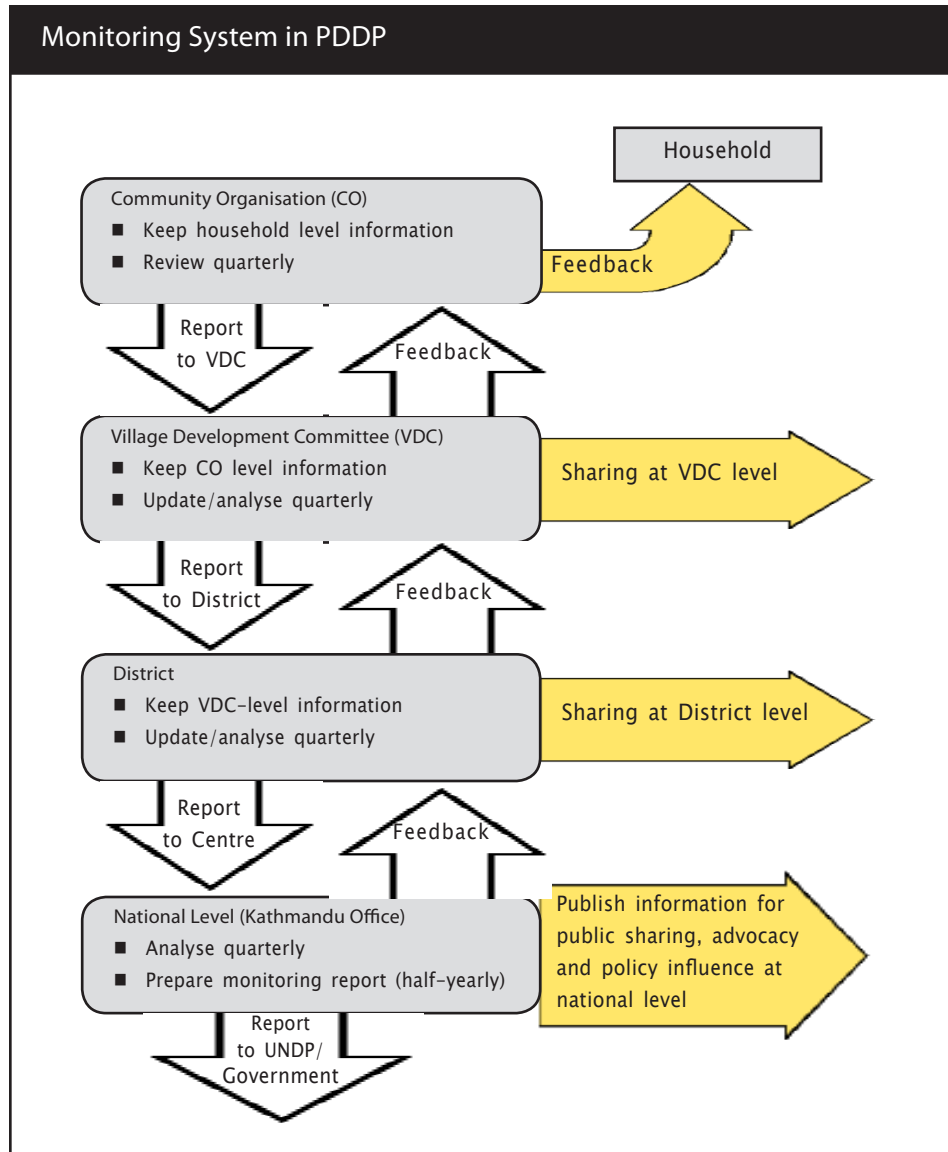 Monitoring System in PDDP
Household
Community Organisation (CO)
■ Keep household level information
■ Review quarterly
Feedback
Report
to VDC
Feedback
Village Development Committee (VDC)
■ Keep CO level information
■ Update/analyse quarterly
Sharing at VDC level
Report
to District
Feedback
District
■ Keep VDC-level information
■ Update/analyse quarterly
Sharing at District level
Report
to Centre
Feedback
National Level (Kathmandu Office)
■ Analyse quarterly
■ Prepare monitoring report (half-yearly)
Publish information for
public sharing, advocacy
and policy influence at
national level
Report
to UNDP/
Government